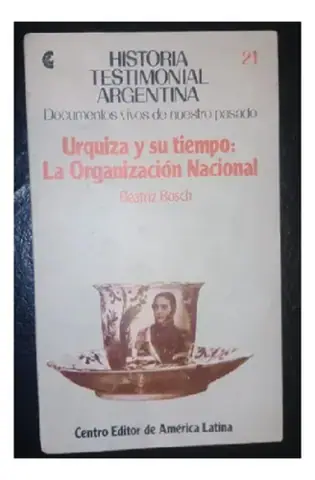 HISTORIA
TESTIMONIAL
ARGENTINA
21
Documentos vivos de nuestro pasado
Urquiza y su tiempo:
La Organización Nacional
Beatriz Bosch
Centro Editor de América Latina